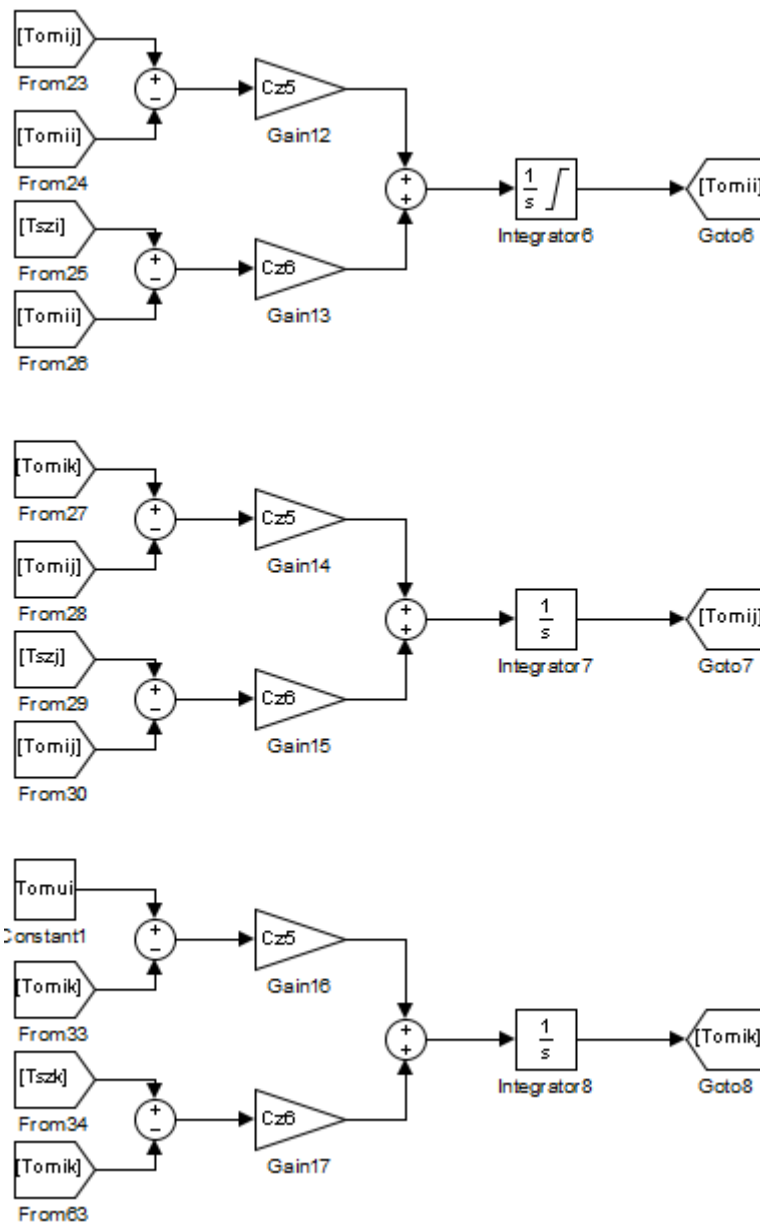 [Tomij]
From23
+
−
Cz5
Gain12
[Tomii]
From24
+
+
1
s
Integrator6
[Tomii]
Goto6
[Tszi]
From25
+
−
Cz6
Gain13
[Tomii]
From26
[Tomik]
From27
+
−
Cz5
Gain14
[Tomij]
From28
+
+
1
s
Integrator7
[Tomij]
Goto7
[Tszj]
From29
+
−
Cz6
Gain15
[Tomij]
From30
Tomui
Constant1
+
−
Cz5
Gain16
[Tomik]
From33
+
+
1
s
Integrator8
[Tomik]
Goto8
[Tszk]
From34
+
−
Cz6
Gain17
[Tomik]
From63